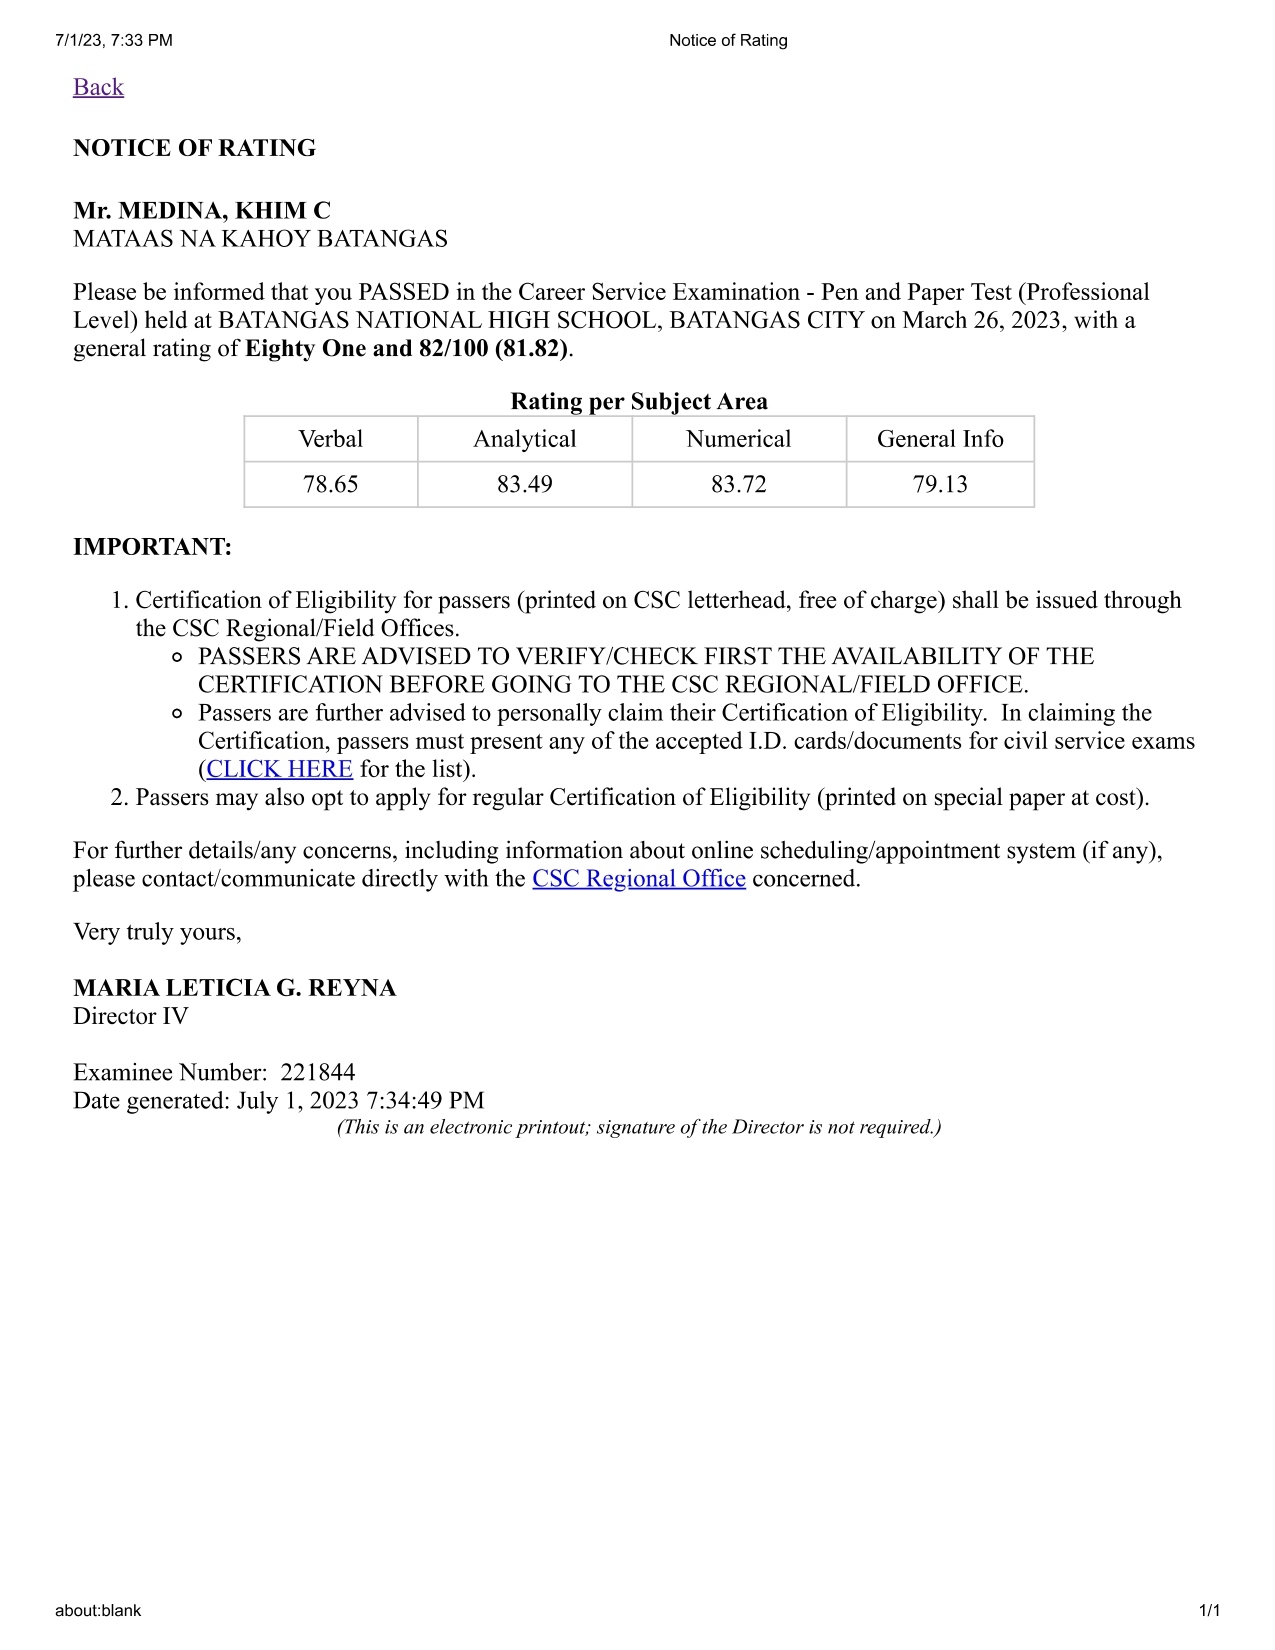 7/1/23, 7:33 PM Notice of Rating
Back
NOTICE OF RATING
Mr. MEDINA, KHIM C
MATAAS NA KAHOY BATANGAS
Please be informed that you PASSED in the Career Service Examination - Pen and Paper Test (Professional
Level) held at BATANGAS NATIONAL HIGH SCHOOL, BATANGAS CITY on March 26, 2023, with a
general rating of Eighty One and 82/100 (81.82).
Rating per Subject Area
Verbal Analytical Numerical General Info
78.65 83.49 83.72 79.13
IMPORTANT:
1. Certification of Eligibility for passers (printed on CSC letterhead, free of charge) shall be issued through
the CSC Regional/Field Offices.
PASSERS ARE ADVISED TO VERIFY/CHECK FIRST THE AVAILABILITY OF THE
CERTIFICATION BEFORE GOING TO THE CSC REGIONAL/FIELD OFFICE.
Passers are further advised to personally claim their Certification of Eligibility. In claiming the
Certification, passers must present any of the accepted I.D. cards/documents for civil service exams
(CLICK HERE for the list).
2. Passers may also opt to apply for regular Certification of Eligibility (printed on special paper at cost).
For further details/any concerns, including information about online scheduling/appointment system (if any),
please contact/communicate directly with the CSC Regional Office concerned.
Very truly yours,
MARIA LETICIA G. REYNA
Director IV
Examinee Number: 221844
Date generated: July 1, 2023 7:34:49 PM
(This is an electronic printout; signature of the Director is not required.)
about:blank 1/1